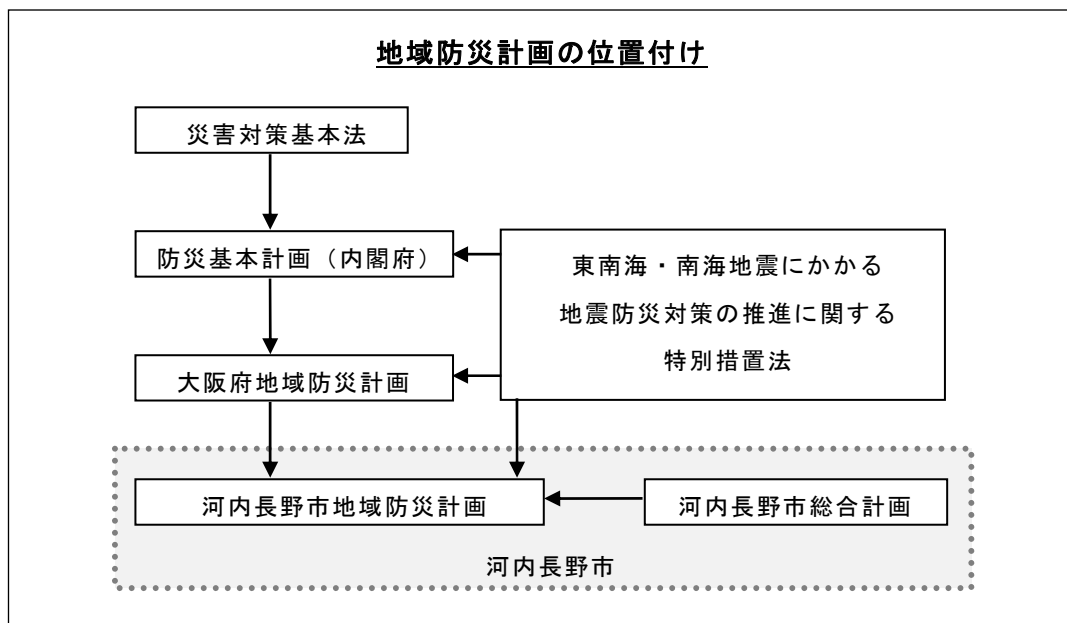 地域防災計画の位置付け
災害対策基本法
防災基本計画（内閣府）
東南海・南海地震にかかる
地震防災対策の推進に関する
特別措置法
大阪府地域防災計画
河内長野市地域防災計画
河内長野市総合計画
河内長野市